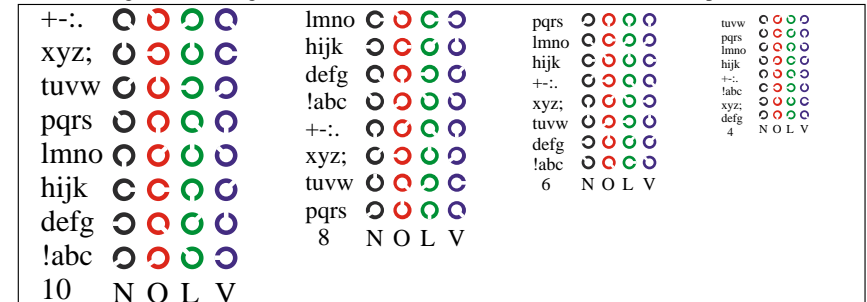 +-:.
xyz;
tuvw
pqrs
lmno
hijk
defg
!abc
10 N O L V
lmno
hijk
defg
!abc
+-:.
xyz;
tuvw
pqrs
8 N O L V
pqrs
lmno
hijk
+-:.
xyz;
tuvw
defg
!abc
6 N O L V
tuvw
pqrs
lmno
hijk
+-:.
!abc
xyz;
defg
4 N O L V